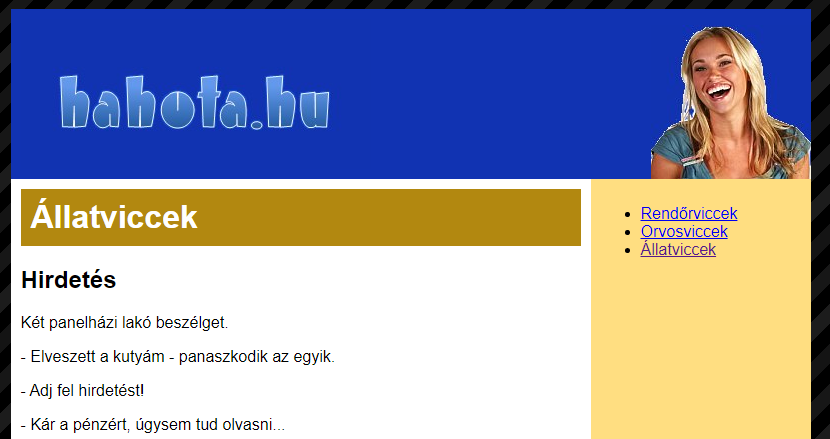 hahota.hu
Állatviccek
Hirdetés
Két panelházi lakó beszélget.
- Elveszett a kutyám - panaszkodik az egyik.
- Adj fel hirdetést!
- Kár a pénzért, úgysem tud olvasni...
Rendőrviccek
Orvosviccek
Állatviccek